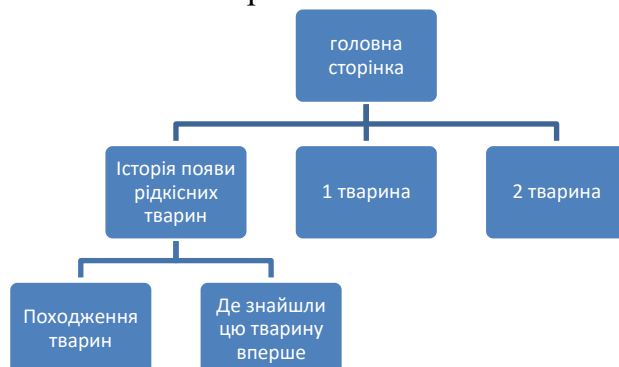 головна
сторінка
Історія появи
рідкісних
тварин
1 тварина
2 тварина
Походження
тварин
Де знайшли
цю тварину
вперше